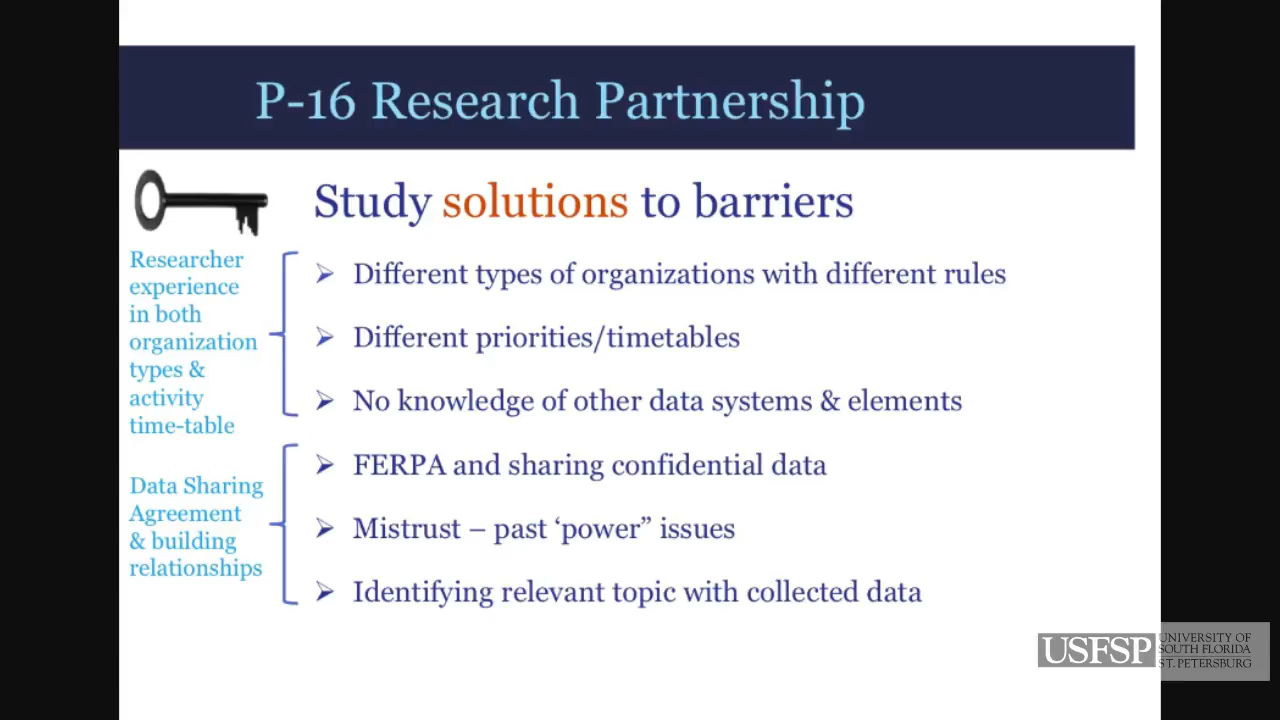 P-16 Research Partnership
Study solutions to barriers
Researcher
experience
in both
organization
types &
activity
time-table
➢ Different types of organizations with different rules
➢ Different priorities/timetables
➢ No knowledge of other data systems & elements
Data Sharing
Agreement
& building
relationships
➢ FERPA and sharing confidential data
➢ Mistrust – past ‘power” issues
➢ Identifying relevant topic with collected data
USFSP
UNIVERSITY OF
SOUTH FLORIDA
ST. PETERSBURG